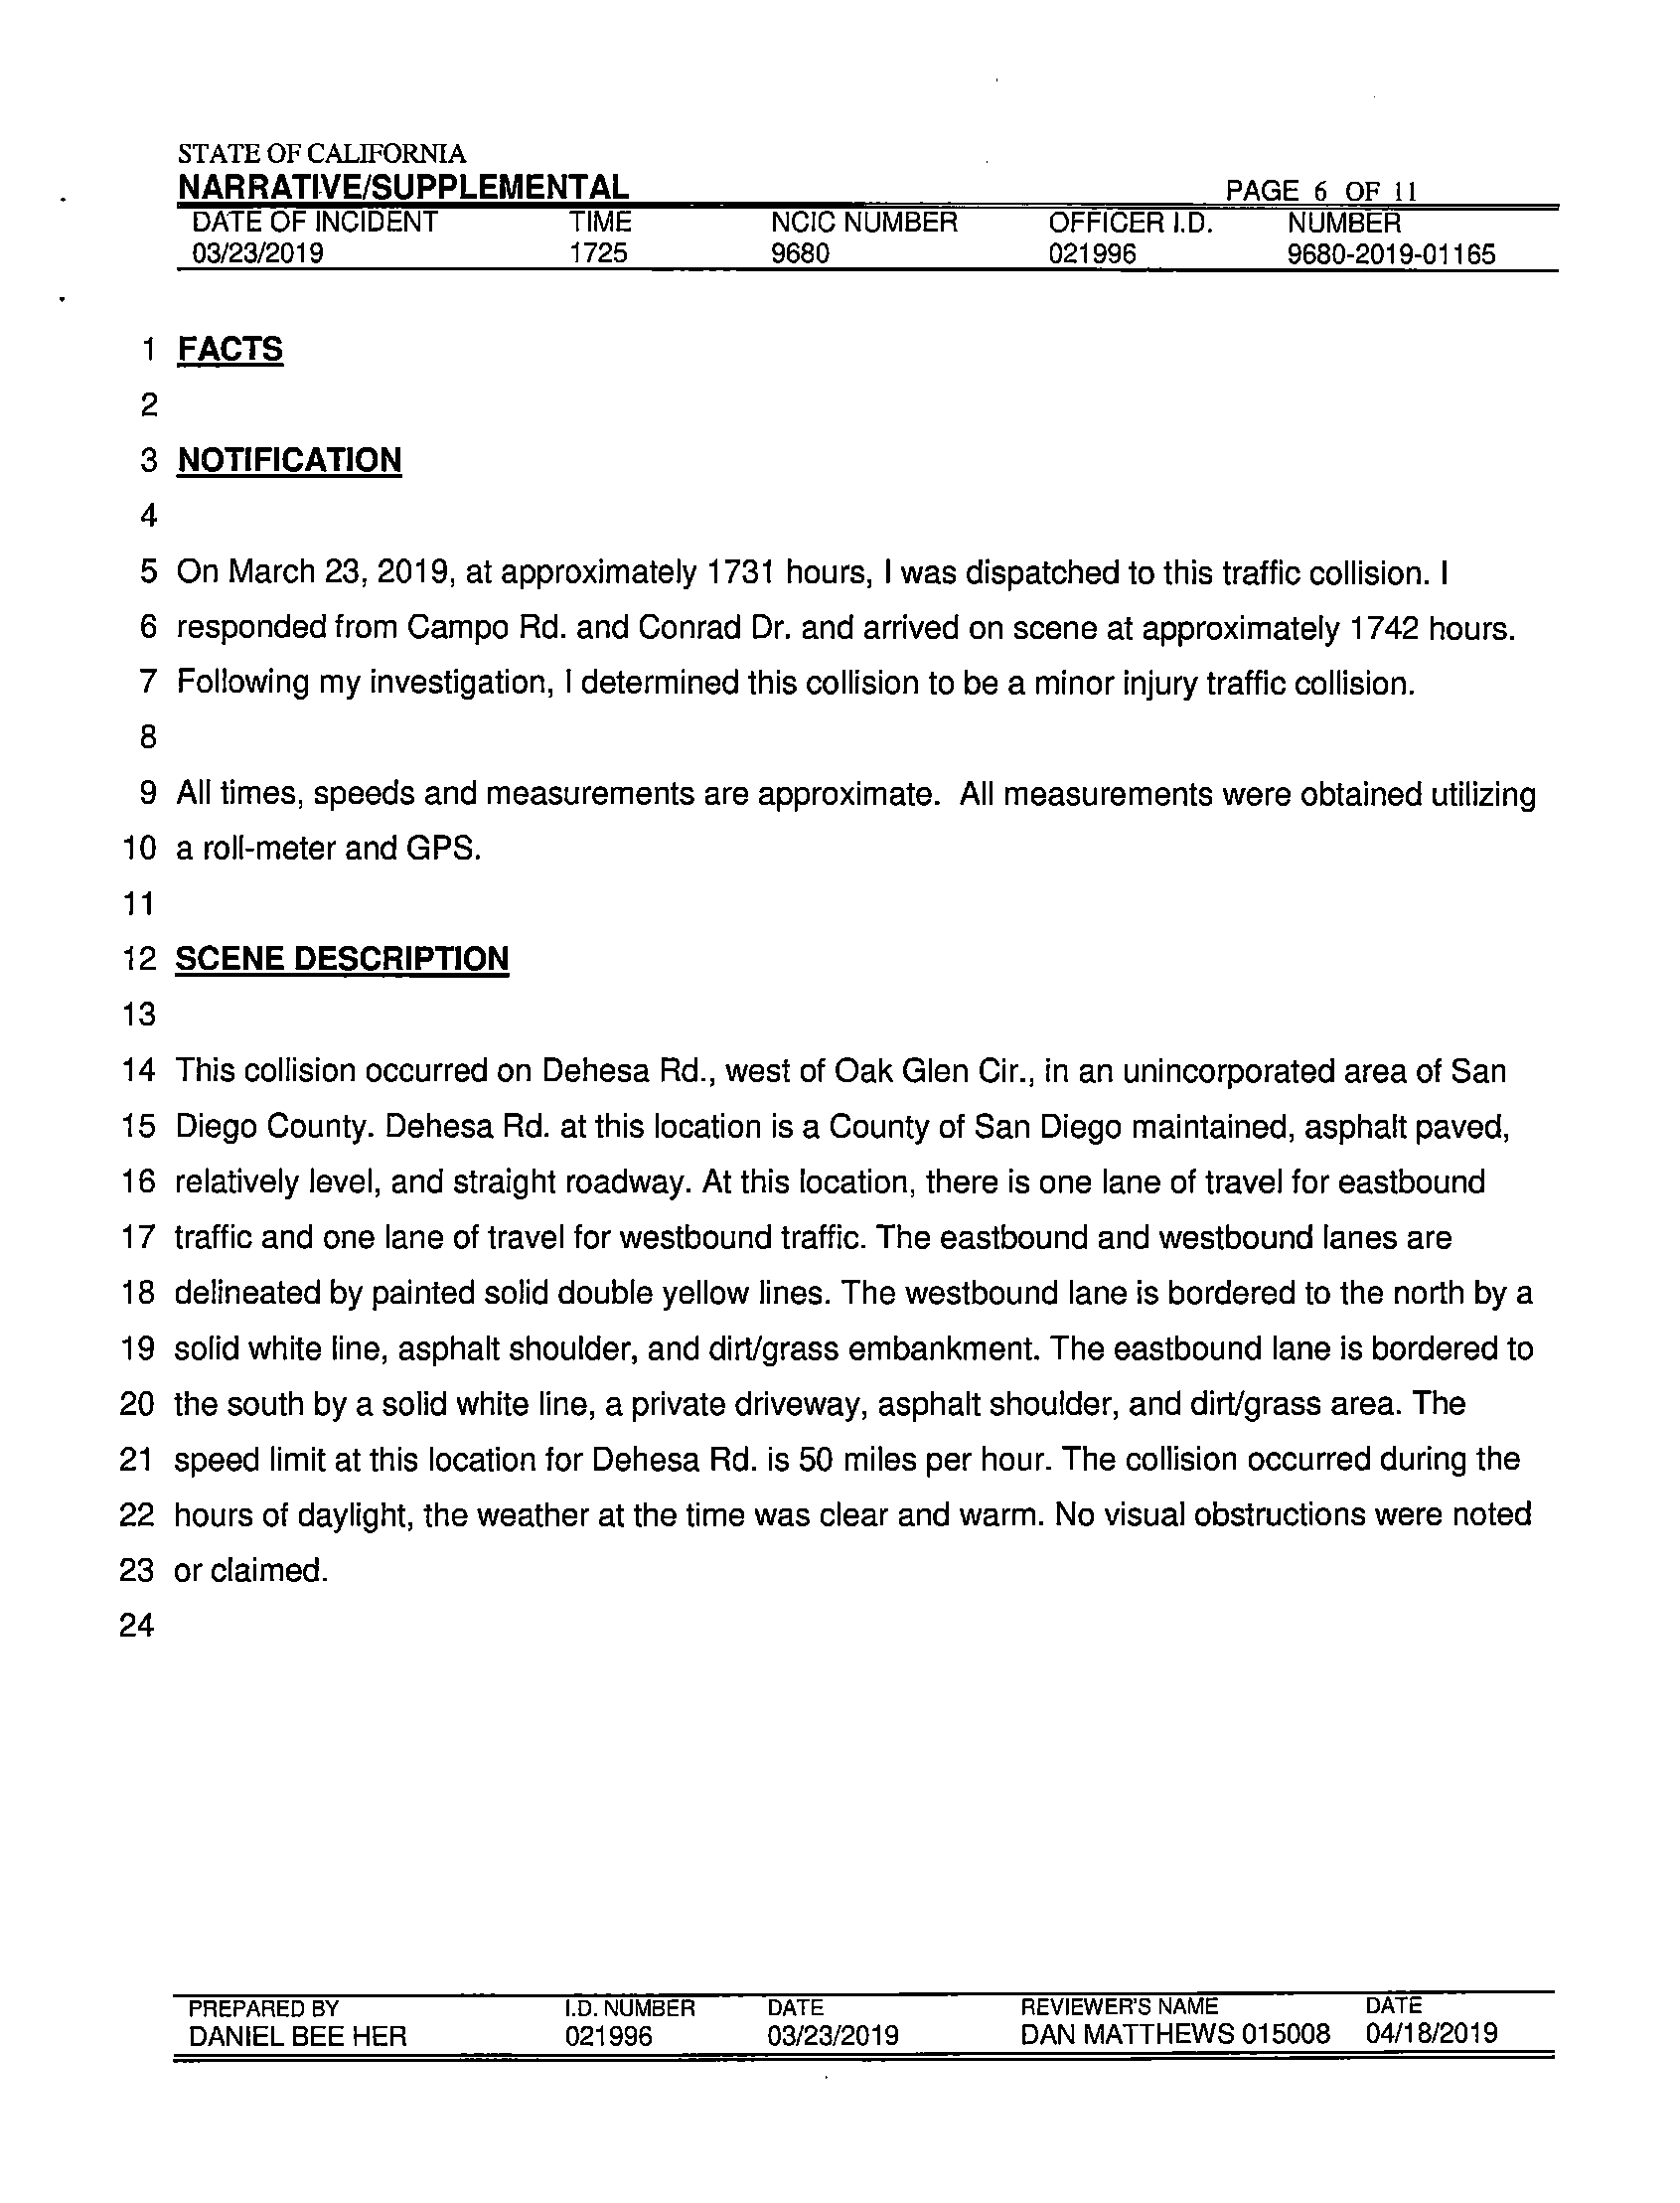 STATE OF CALIFORNIA
NARRATIVE/SUPPLEMENTAL PAGE 6 OF 11
DATE OF INCIDENT TIME NCIC NUMBER OFFICER I.D. NUMBER
03/23/2019 1725 9680 021996 9680-2019-01165
1 FACTS
2
3 NOTIFICATION
4
5 On March 23, 2019, at approximately 1731 hours, I was dispatched to this traffic collision. I
6 responded from Campo Rd. and Conrad Dr. and arrived on scene at approximately 1742 hours.
7 Following my investigation, I determined this collision to be a minor injury traffic collision.
8
9 All times, speeds and measurements are approximate. All measurements were obtained utilizing
10 a roll-meter and GPS.
11
12 SCENE DESCRIPTION
13
14 This collision occurred on Dehesa Rd., west of Oak Glen Cir., in an unincorporated area of San
15 Diego County. Dehesa Rd. at this location is a County of San Diego maintained, asphalt paved,
16 relatively level, and straight roadway. At this location, there is one lane of travel for eastbound
17 traffic and one lane of travel for westbound traffic. The eastbound and westbound lanes are
18 delineated by painted solid double yellow lines. The westbound lane is bordered to the north by a
19 solid white line, asphalt shoulder, and dirt/grass embankment. The eastbound lane is bordered to
20 the south by a solid white line, a private driveway, asphalt shoulder, and dirt/grass area. The
21 speed limit at this location for Dehesa Rd. is 50 miles per hour. The collision occurred during the
22 hours of daylight, the weather at the time was clear and warm. No visual obstructions were noted
23 or claimed.
24
PREPARED BY I.D. NUMBER DATE REVIEWER'S NAME DATE
DANIEL BEE HER 021996 03/23/2019 DAN MATTHEWS 015008 04/18/2019